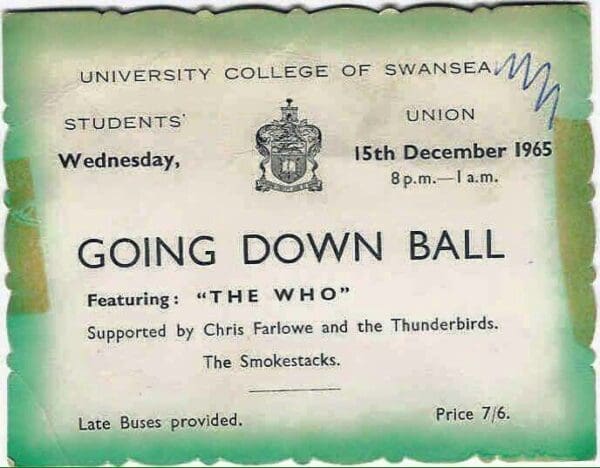 UNIVERSITY COLLEGE OF SWANSEA
STUDENTS' UNION
Wednesday, 15th December 1965
8 p.m.—1 a.m.
GOING DOWN BALL
Featuring: "THE WHO"
Supported by Chris Farlowe and the Thunderbirds.
The Smokestacks.
Late Buses provided. Price 7/6.